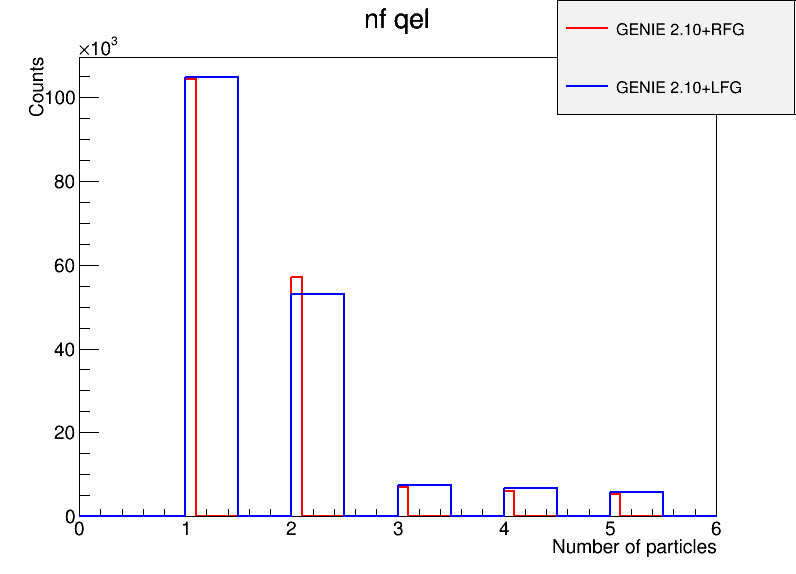 nf qel
×10³
Counts
GENIE 2.10+RFG
GENIE 2.10+LFG
100
80
60
40
20
0
0 1 2 3 4 5 6
Number of particles